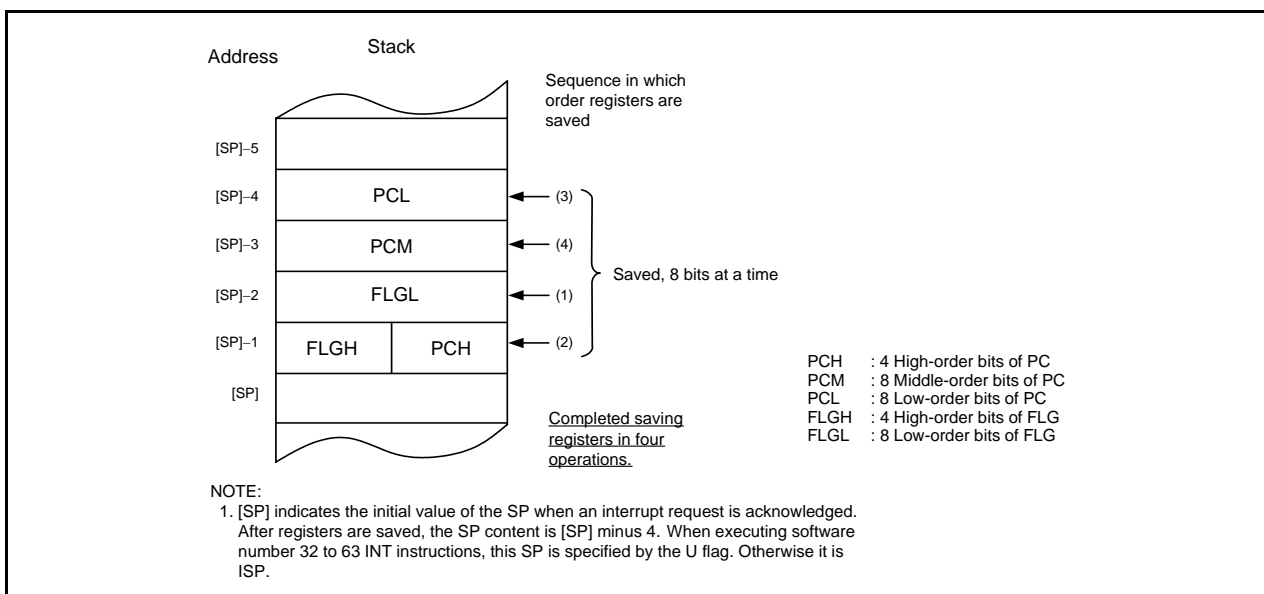 Address
Stack
Sequence in which
order registers are
saved
[SP]−5
[SP]−4
PCL
(3)
[SP]−3
PCM
(4)
Saved, 8 bits at a time
[SP]−2
FLGL
(1)
[SP]−1
FLGH
PCH
(2)
[SP]
PCH : 4 High-order bits of PC
PCM : 8 Middle-order bits of PC
PCL : 8 Low-order bits of PC
FLGH : 4 High-order bits of FLG
FLGL : 8 Low-order bits of FLG
Completed saving
registers in four
operations.
NOTE:
1. [SP] indicates the initial value of the SP when an interrupt request is acknowledged.
After registers are saved, the SP content is [SP] minus 4. When executing software
number 32 to 63 INT instructions, this SP is specified by the U flag. Otherwise it is
ISP.